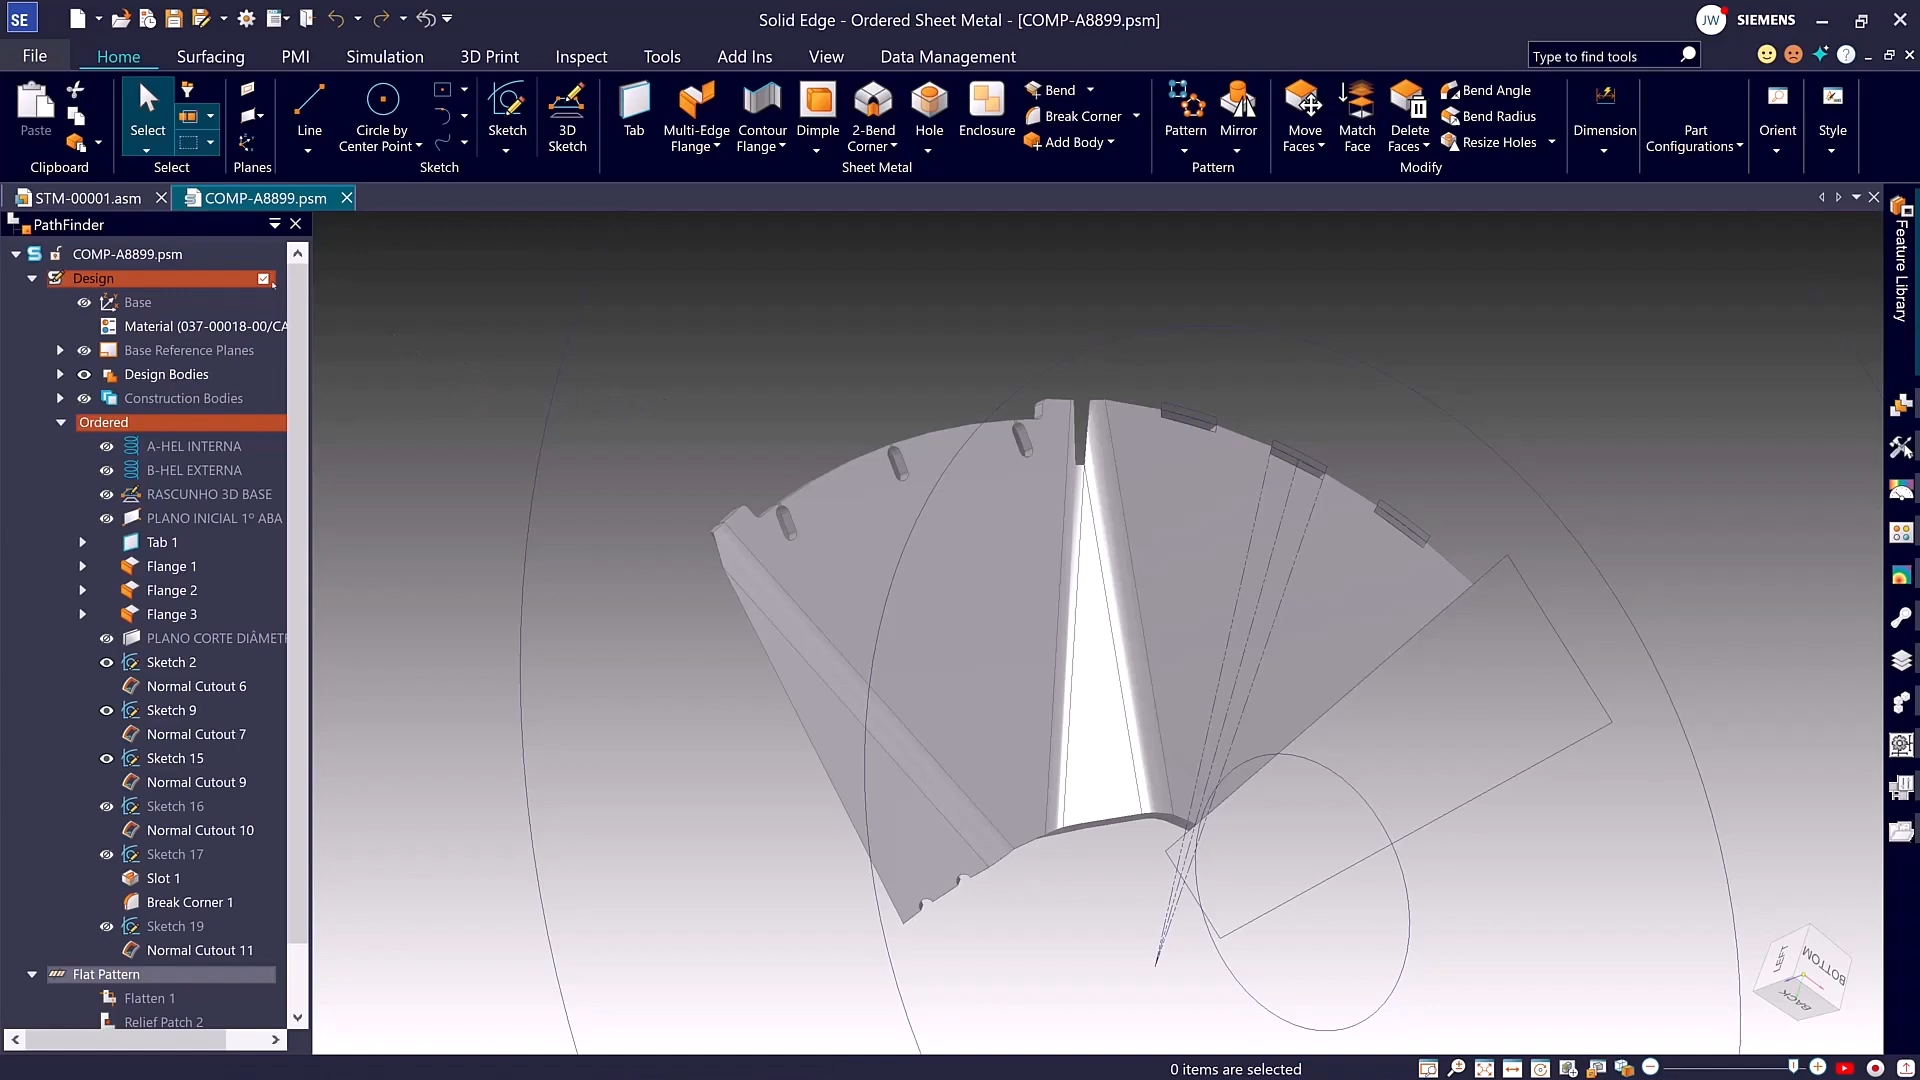 SE
Solid Edge - Ordered Sheet Metal - [COMP-A8899.psm]
JW
SIEMENS
File
Home
Surfacing
PMI
Simulation
3D Print
Inspect
Tools
Add Ins
View
Data Management
Type to find tools
Paste
Clipboard
Select
Select
Planes
Line
Circle by
Center Point
Sketch
3D
Sketch
Sketch
Tab
Multi-Edge
Flange
Contour
Flange
Dimple
2-Bend
Corner
Hole
Enclosure
Bend
Break Corner
Add Body
Sheet Metal
Pattern
Mirror
Pattern
Move
Faces
Match
Face
Delete
Faces
Bend Angle
Bend Radius
Resize Holes
Modify
Dimension
Part
Configurations
Orient
Style
STM-00001.asm
COMP-A8899.psm
PathFinder
COMP-A8899.psm
Design
Base
Material (037-00018-00/CA
Base Reference Planes
Design Bodies
Construction Bodies
Ordered
A-HEL INTERNA
B-HEL EXTERNA
RASCUNHO 3D BASE
PLANO INICIAL 1º ABA
Tab 1
Flange 1
Flange 2
Flange 3
PLANO CORTE DIÂMETR
Sketch 2
Normal Cutout 6
Sketch 9
Normal Cutout 7
Sketch 15
Normal Cutout 9
Sketch 16
Normal Cutout 10
Sketch 17
Slot 1
Break Corner 1
Sketch 19
Normal Cutout 11
Flat Pattern
Flatten 1
Relief Patch 2
Feature Library
LEFT
BOTTOM
BACK
0 items are selected